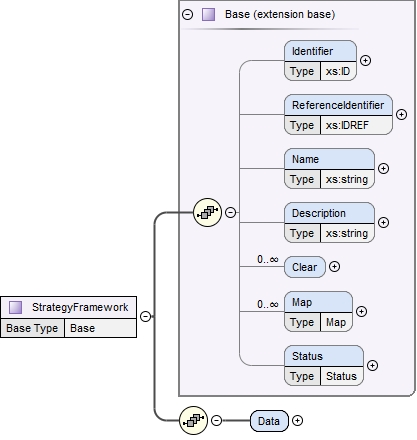 Base (extension base)
Identifier
Type xs:ID
ReferenceIdentifier
Type xs:IDREF
Name
Type xs:string
Description
Type xs:string
0..∞
Clear
0..∞
Map
Type Map
Status
Type Status
StrategyFramework
Base Type Base
Data